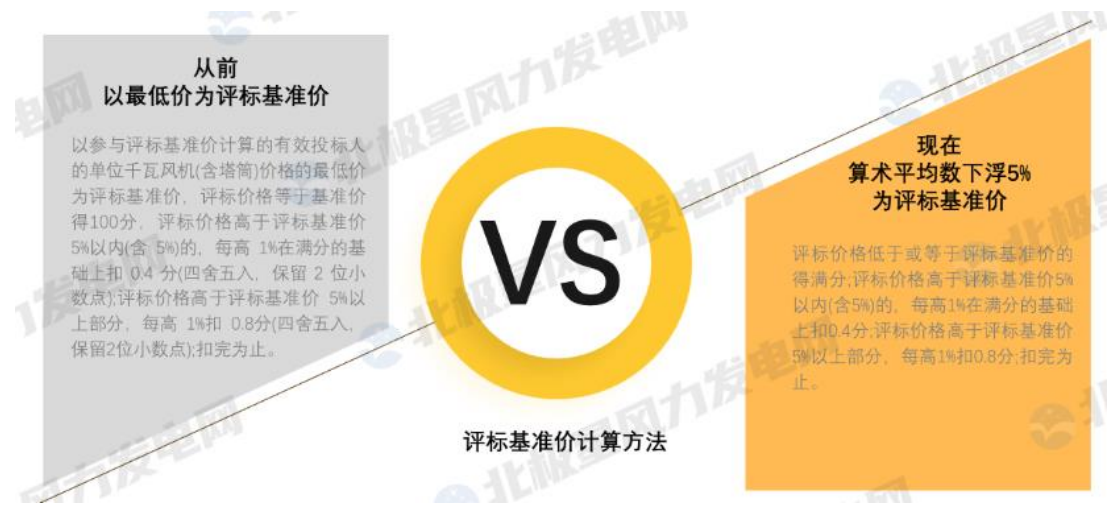 从前
以最低价为评标基准价
以参与评标基准价计算的有效投标人
的单位千瓦风机(含塔筒)价格的最低价
为评标基准价，评标价格等于基准价
得100分，评标价格高于评标基准价
5%以内(含 5%)的，每高 1%在满分的基
础上扣 0.4 分(四舍五入，保留 2 位小
数点);评标价格高于评标基准价 5%以
上部分，每高 1%扣 0.8分(四舍五入，
保留2位小数点);扣完为止。
VS
评标基准价计算方法
现在
算术平均数下浮5%
为评标基准价
评标价格低于或等于评标基准价的
得满分;评标价格高于评标基准价5%
以内(含5%)的，每高1%在满分的基础
上扣0.4分;评标价格高于评标基准价
5%以上部分，每高1%扣0.8分;扣完为
止。
北极星风力发电网